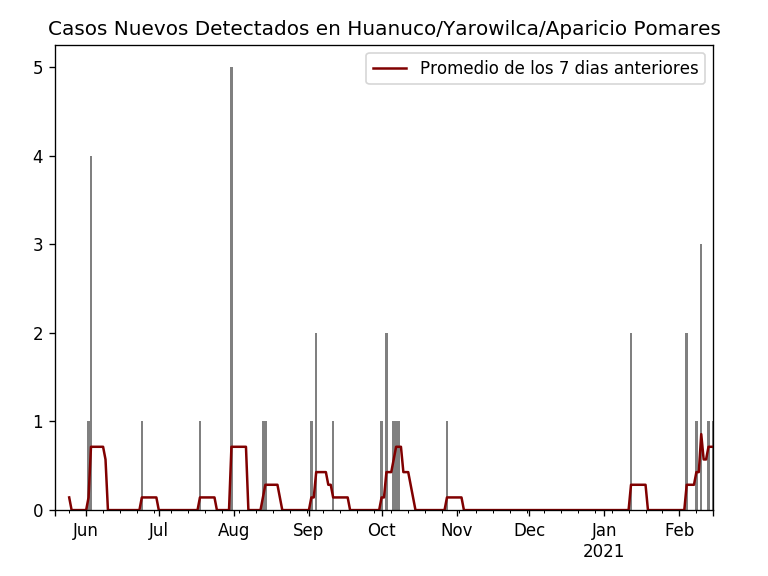 Casos Nuevos Detectados en Huanuco/Yarowilca/Aparicio Pomares
Promedio de los 7 dias anteriores
5
4
3
2
1
0
Jun Jul Aug Sep Oct Nov Dec Jan Feb
2021